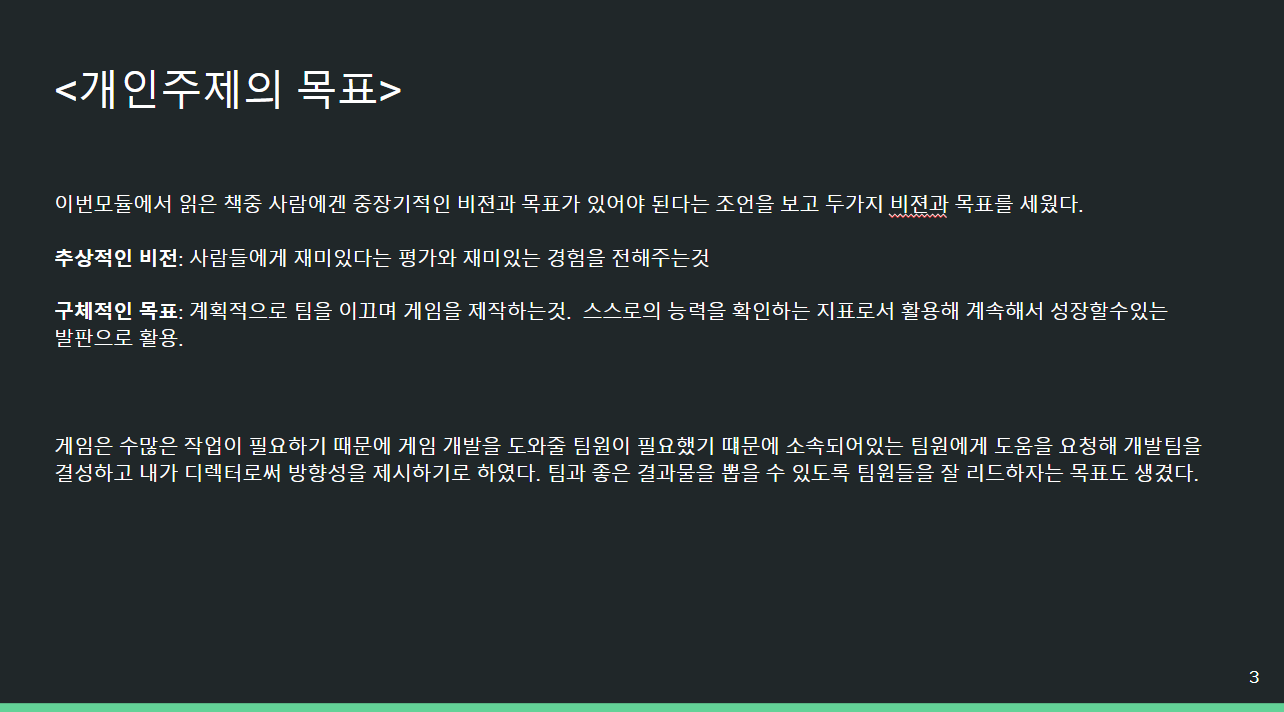 <개인주제의 목표>
이번모듈에서 읽은 책중 사람에겐 중장기적인 비젼과 목표가 있어야 된다는 조언을 보고 두가지 비젼과 목표를 세웠다.
추상적인 비전: 사람들에게 재미있다는 평가와 재미있는 경험을 전해주는것
구체적인 목표: 계획적으로 팀을 이끄며 게임을 제작하는것.  스스로의 능력을 확인하는 지표로서 활용해 계속해서 성장할수있는
발판으로 활용.
게임은 수많은 작업이 필요하기 때문에 게임 개발을 도와줄 팀원이 필요했기 떄문에 소속되어있는 팀원에게 도움을 요청해 개발팀을
결성하고 내가 디렉터로써 방향성을 제시하기로 하였다. 팀과 좋은 결과물을 뽑을 수 있도록 팀원들을 잘 리드하자는 목표도 생겼다.
3